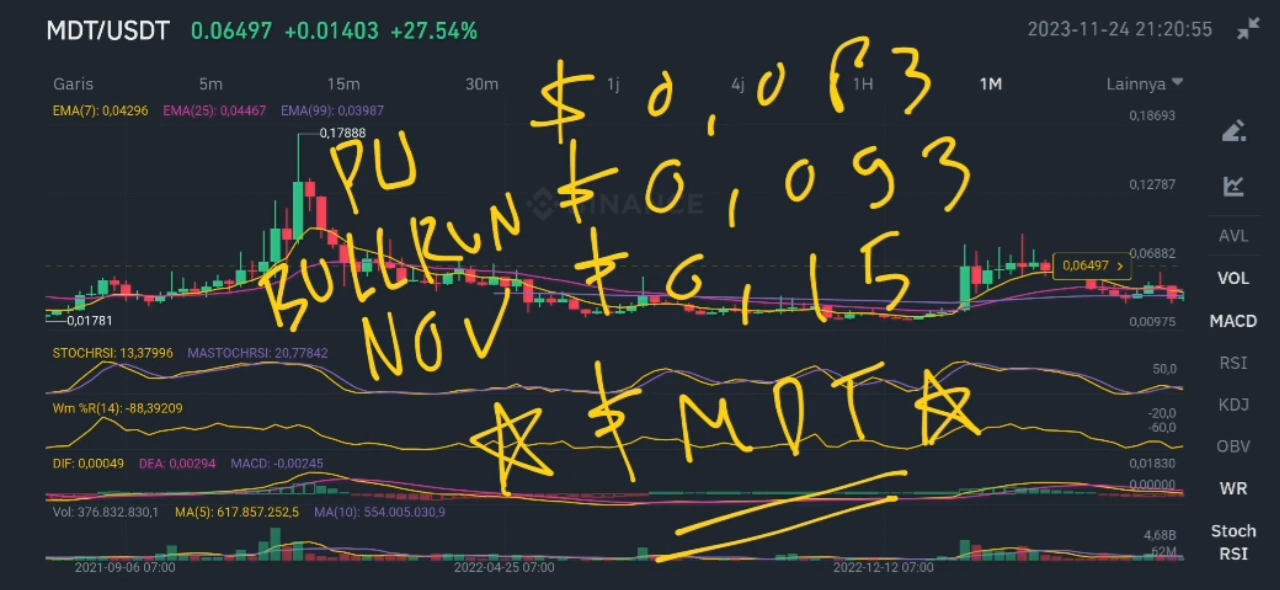 MDT/USDT 0.06497 +0.01403 +27.54% 2023-11-24 21:20:55
Garis 5m 15m 30m 1j 4j 1H 1M Lainnya
EMA(7): 0,04296 EMA(25): 0,04467 EMA(99): 0,03987
0,18693
0,17888
0,12787
BINANCE
0,06882
0,06497
0,00975
0,01781
$ 0,093
$ 0,15
PU
BULLRUN
NOV
$ MDT
AVL
VOL
MACD
RSI
KDJ
OBV
WR
Stoch
RSI
STOCHRSI: 13,37996 MASTOCHRSI: 20,77842
50,0
Wm %R(14): -88,39209
-20,0
-60,0
DIF: 0,00049 DEA: 0,00294 MACD: -0,00245
0,01830
0,00000
Vol: 376.832.830,1 MA(5): 617.857.252,5 MA(10): 554.005.030,9
4,68B
2021-09-06 07:00 2022-04-25 07:00 2022-12-12 07:00